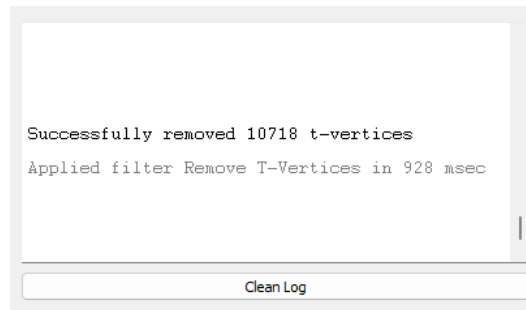 Successfully removed 10718 t-vertices
Applied filter Remove T-Vertices in 928 msec
Clean Log